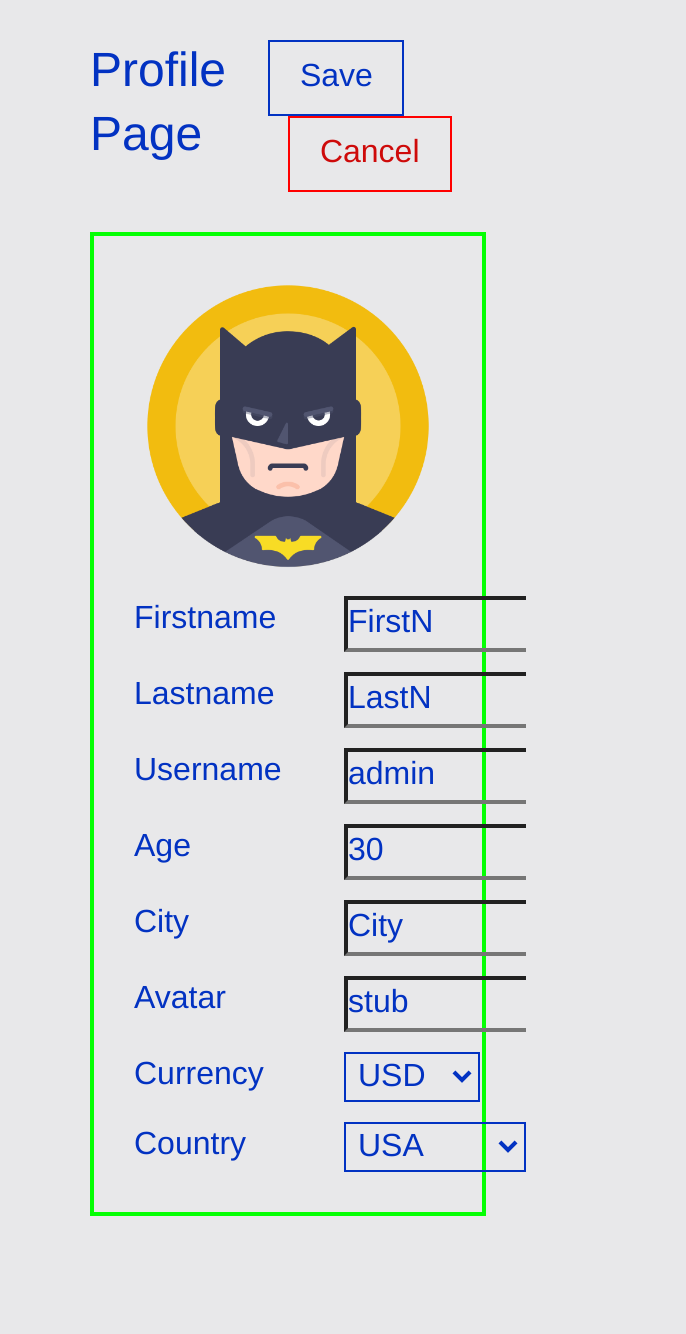 Profile
Page
Save
Cancel
Firstname FirstN
Lastname LastN
Username admin
Age 30
City City
Avatar stub
Currency USD
Country USA